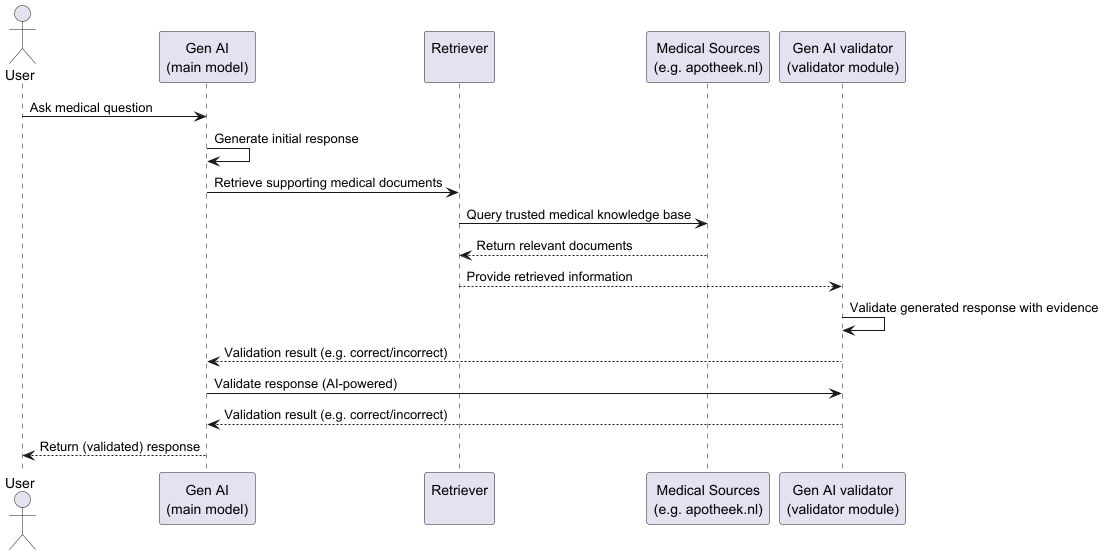 User
Gen AI
(main model)
Retriever
Medical Sources
(e.g. apotheek.nl)
Gen AI validator
(validator module)
Ask medical question
Generate initial response
Retrieve supporting medical documents
Query trusted medical knowledge base
Return relevant documents
Provide retrieved information
Validate generated response with evidence
Validation result (e.g. correct/incorrect)
Validate response (AI-powered)
Validation result (e.g. correct/incorrect)
Return (validated) response
User
Gen AI
(main model)
Retriever
Medical Sources
(e.g. apotheek.nl)
Gen AI validator
(validator module)